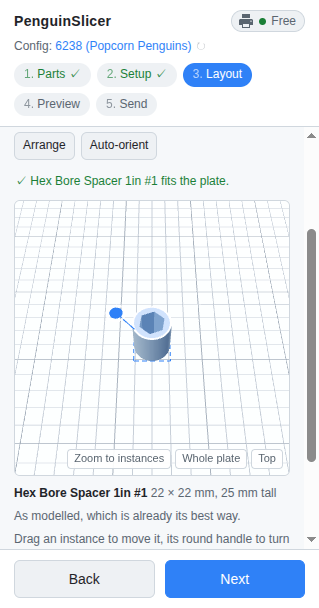 PenguinSlicer
Free
Config: 6238 (Popcorn Penguins)
1. Parts ✓
2. Setup ✓
3. Layout
4. Preview
5. Send
Arrange
Auto-orient
✓ Hex Bore Spacer 1in #1 fits the plate.
Zoom to instances
Whole plate
Top
Hex Bore Spacer 1in #1 22 × 22 mm, 25 mm tall
As modelled, which is already its best way.
Drag an instance to move it, its round handle to turn
Back
Next